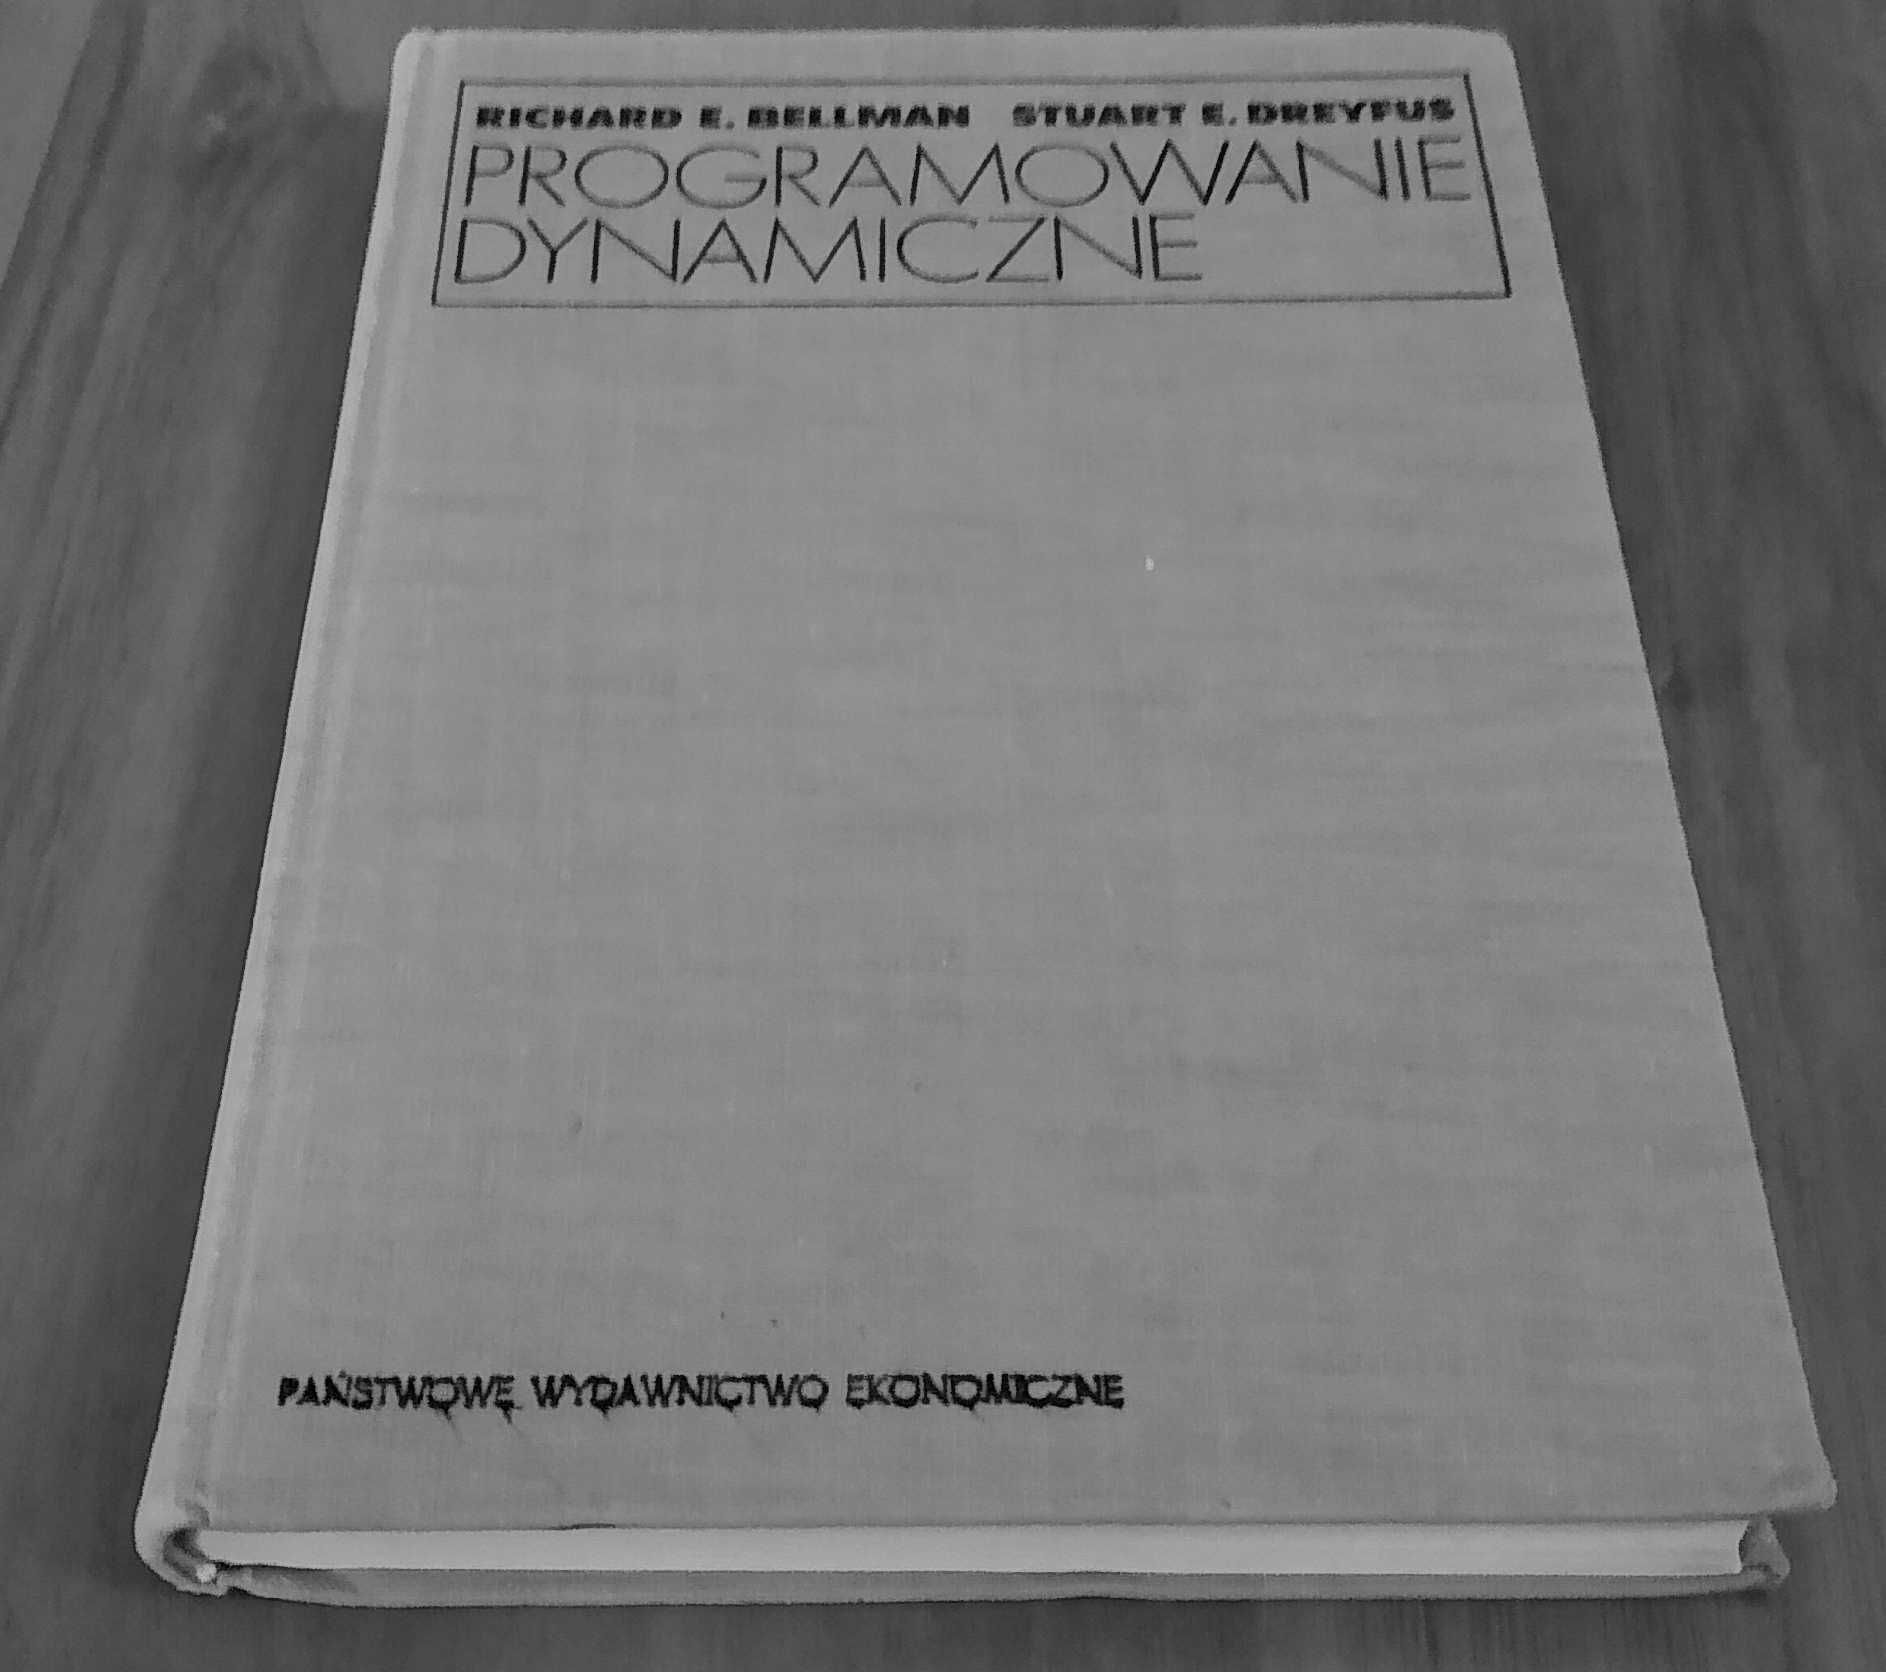 RICHARD E. BELLMAN STUART E. DREYFUS
PROGRAMOWANIE
DYNAMICZNE
PAŃSTWOWE WYDAWNICTWO EKONOMICZNE